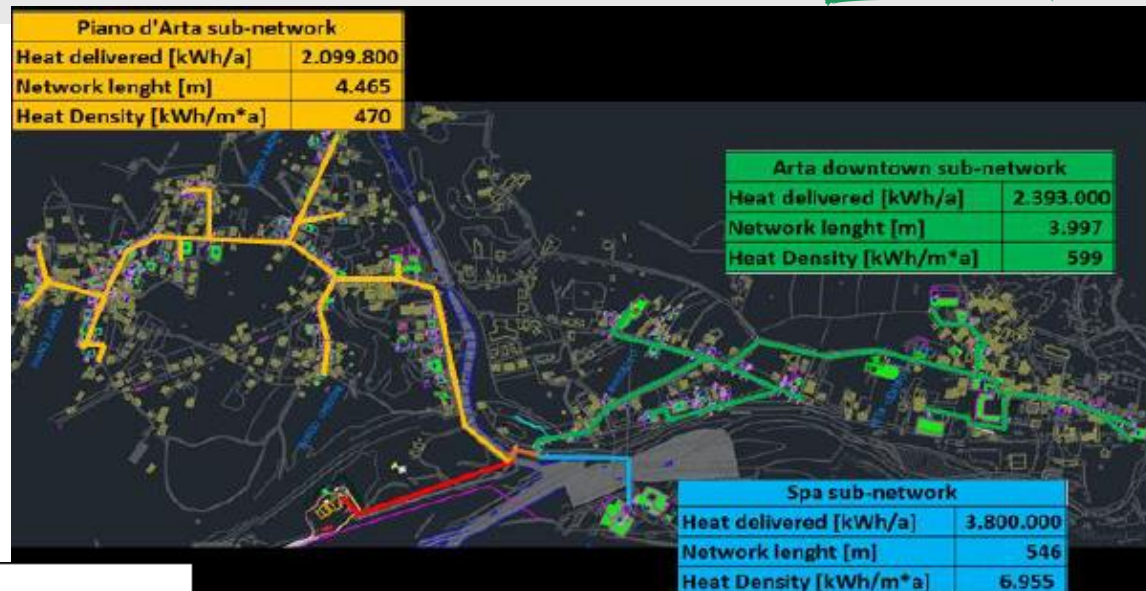 Piano d'Arta sub-network
Heat delivered [kWh/a] 2.099.800
Network lenght [m] 4.465
Heat Density [kWh/m*a] 470
Arta downtown sub-network
Heat delivered [kWh/a] 2.393.000
Network lenght [m] 3.997
Heat Density [kWh/m*a] 599
Spa sub-network
Heat delivered [kWh/a] 3.800.000
Network lenght [m] 546
Heat Density [kWh/m*a] 6.955